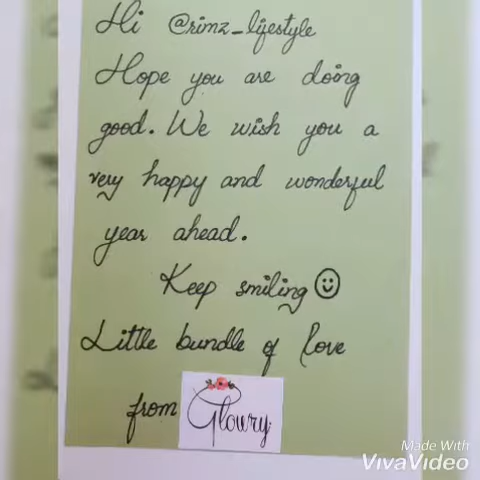 Hi @rimz_lifestyle
Hope you are doing
good. We wish you a
very happy and wonderful
year ahead.
Keep smiling
Little bundle of love
from Gloury
Made With
VivaVideo